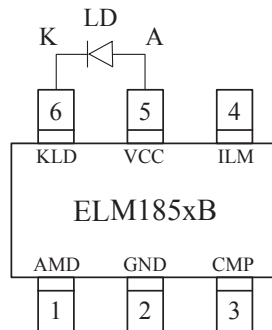 LD
K A
6 5 4
KLD VCC ILM
ELM185xB
AMD GND CMP
1 2 3